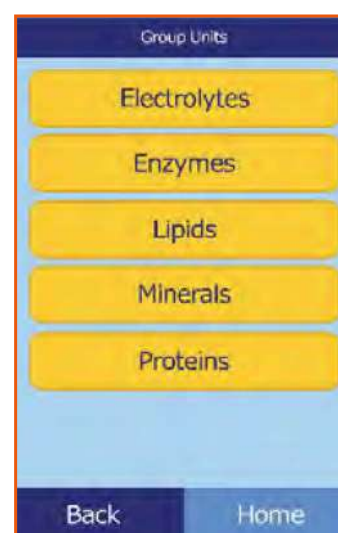 Group Units
Electrolytes
Enzymes
Lipids
Minerals
Proteins
Back Home